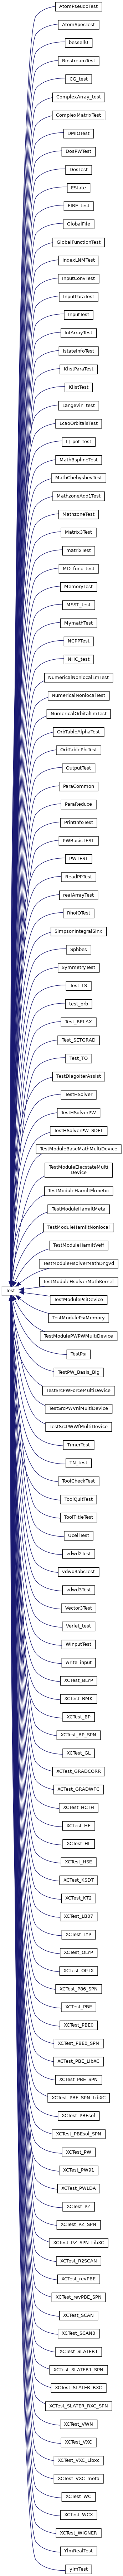 AtomPseudoTest
AtomSpecTest
bessell0
BinstreamTest
CG_test
ComplexArray_test
ComplexMatrixTest
DMIOTest
DosPWTest
DosTest
EState
FIRE_test
GlobalFile
GlobalFunctionTest
IndexLNMTest
InputConvTest
InputParaTest
InputTest
IntArrayTest
IstateInfoTest
KlistParaTest
KlistTest
Langevin_test
LcaoOrbitalsTest
LJ_pot_test
MathBsplineTest
MathChebyshevTest
MathzoneAdd1Test
MathzoneTest
Matrix3Test
matrixTest
MD_func_test
MemoryTest
MSST_test
MymathTest
NCPPTest
NHC_test
NumericalNonlocalLmTest
NumericalNonlocalTest
NumericalOrbitalLmTest
OrbTableAlphaTest
OrbTablePhiTest
OutputTest
ParaCommon
ParaReduce
PrintInfoTest
PWBasicTEST
PWTEST
ReadPPTest
realArrayTest
RhoIOTest
SimpsonIntegralSinx
Sphbes
SymmetryTest
Test_LS
test_orb
Test_RELAX
Test_SETGRAD
Test_TO
TestDiagoIterAssist
TestHSolver
TestHSolverPW
TestHSolverPW_SDFT
TestModuleBaseMathMultiDevice
TestModuleElecstateMulti
Device
TestModuleHamiltEkinetic
TestModuleHamiltMeta
TestModuleHamiltNonlocal
TestModuleHamiltVeff
TestModuleHsolverMathDngvd
TestModuleHsolverMathKernel
Test
TestModulePsiDevice
TestModulePsiMemory
TestModulePWPWMultiDevice
TestPsi
TestPW_Basis_Big
TestSrcPWForceMultiDevice
TestSrcPWVnlMultiDevice
TestSrcPWWfMultiDevice
TimerTest
TN_test
ToolCheckTest
ToolQuitTest
ToolTitleTest
UcellTest
vdwd2Test
vdwd3abcTest
vdwd3Test
Vector3Test
Verlet_test
WInputTest
write_input
XCTest_BLYP
XCTest_BMK
XCTest_BP
XCTest_BP_SPN
XCTest_GL
XCTest_GRADCORR
XCTest_GRADWFC
XCTest_HCTH
XCTest_HF
XCTest_HL
XCTest_HSE
XCTest_KSDT
XCTest_KT2
XCTest_LB07
XCTest_LYP
XCTest_OLYP
XCTest_OPTX
XCTest_P86_SPN
XCTest_PBE
XCTest_PBE0
XCTest_PBE0_SPN
XCTest_PBE_LibXC
XCTest_PBE_SPN
XCTest_PBE_SPN_LibXC
XCTest_PBEsol
XCTest_PBEsol_SPN
XCTest_PW
XCTest_PW91
XCTest_PWLDA
XCTest_PZ
XCTest_PZ_SPN
XCTest_PZ_SPN_LibXC
XCTest_RZSCAN
XCTest_revPBE
XCTest_revPBE_SPN
XCTest_SCAN
XCTest_SCAN0
XCTest_SLATER1
XCTest_SLATER1_SPN
XCTest_SLATER_RXC
XCTest_SLATER_RXC_SPN
XCTest_VWN
XCTest_VXC
XCTest_VXC_Libxc
XCTest_VXC_meta
XCTest_WC
XCTest_WCX
XCTest_WIGNER
YlmRealTest
ylmTest